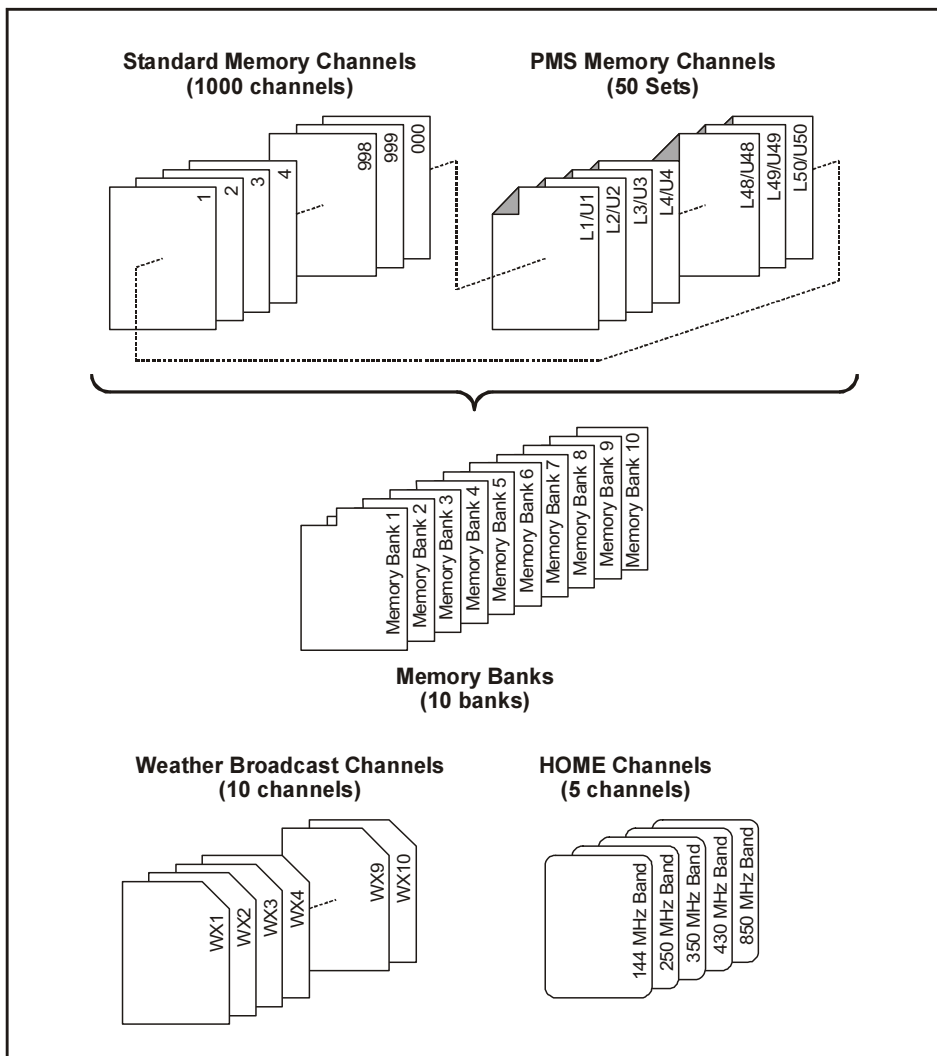 Standard Memory Channels
(1000 channels)
1
2
3
4
998
999
000
PMS Memory Channels
(50 Sets)
L1/U1
L2/U2
L3/U3
L4/U4
L48/U48
L49/U49
L50/U50
Memory Bank 1
Memory Bank 2
Memory Bank 3
Memory Bank 4
Memory Bank 5
Memory Bank 6
Memory Bank 7
Memory Bank 8
Memory Bank 9
Memory Bank 10
Memory Banks
(10 banks)
Weather Broadcast Channels
(10 channels)
WX1
WX2
WX3
WX4
WX9
WX10
HOME Channels
(5 channels)
144 MHz Band
250 MHz Band
350 MHz Band
430 MHz Band
850 MHz Band